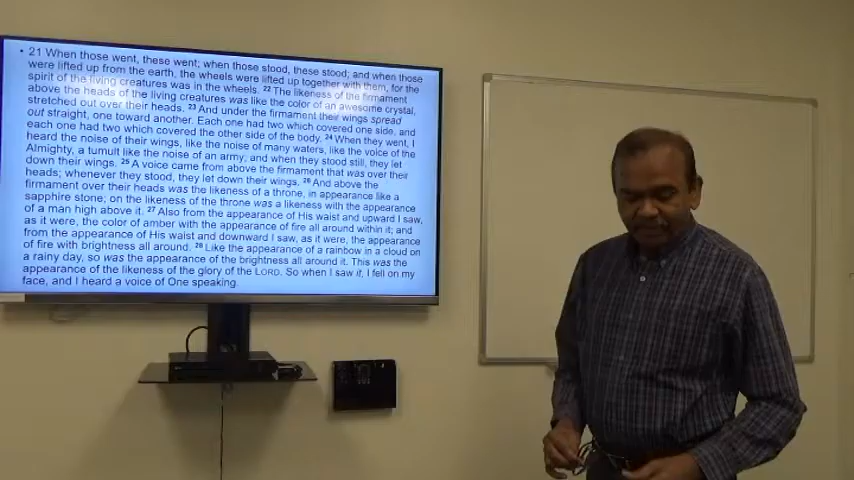 • 21 When those went, these went; when those stood, these stood; and when those
were lifted up from the earth, the wheels were lifted up together with them, for the
spirit of the living creatures was in the wheels. 22 The likeness of the firmament
above the heads of the living creatures was like the color of an awesome crystal,
stretched out over their heads. 23 And under the firmament their wings spread
out straight, one toward another. Each one had two which covered one side, and
each one had two which covered the other side of the body. 24 When they went, I
heard the noise of their wings, like the noise of many waters, like the voice of the
Almighty, a tumult like the noise of an army; and when they stood still, they let
down their wings. 25 A voice came from above the firmament that was over their
heads; whenever they stood, they let down their wings. 26 And above the
firmament over their heads was the likeness of a throne, in appearance like a
sapphire stone; on the likeness of the throne was a likeness with the appearance
of a man high above it. 27 Also from the appearance of His waist and upward I saw,
as it were, the color of amber with the appearance of fire all around within it; and
from the appearance of His waist and downward I saw, as it were, the appearance
of fire with brightness all around. 28 Like the appearance of a rainbow in a cloud on
a rainy day, so was the appearance of the brightness all around it. This was the
appearance of the likeness of the glory of the LORD. So when I saw it, I fell on my
face, and I heard a voice of One speaking.